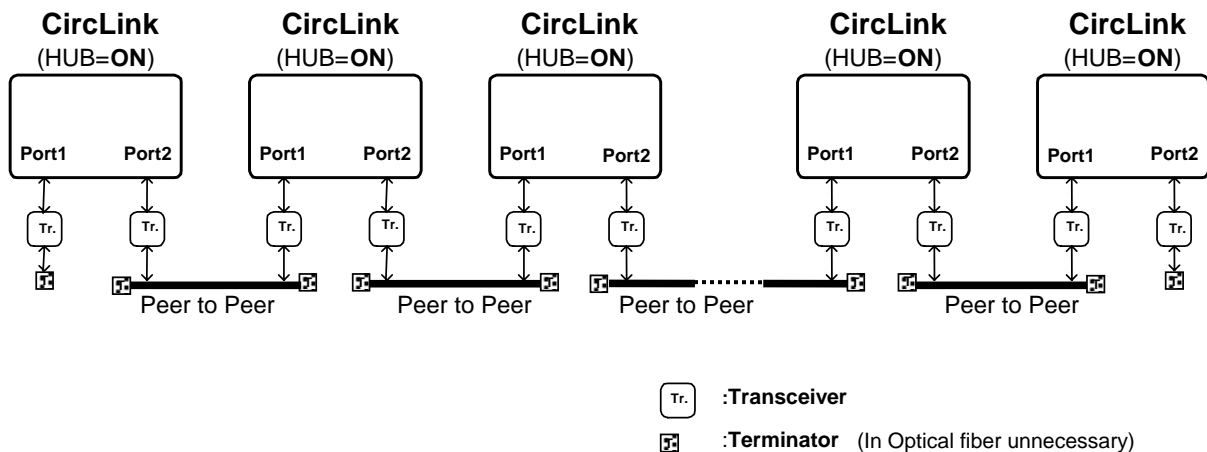 CircLink CircLink CircLink CircLink CircLink
(HUB=ON) (HUB=ON) (HUB=ON) (HUB=ON) (HUB=ON)
Port1 Port2 Port1 Port2 Port1 Port2 Port1 Port2 Port1 Port2
Tr. Tr. Tr. Tr. Tr. Tr. Tr. Tr. Tr. Tr.
Peer to Peer Peer to Peer Peer to Peer Peer to Peer
Tr. :Transceiver
:Terminator (In Optical fiber unnecessary)